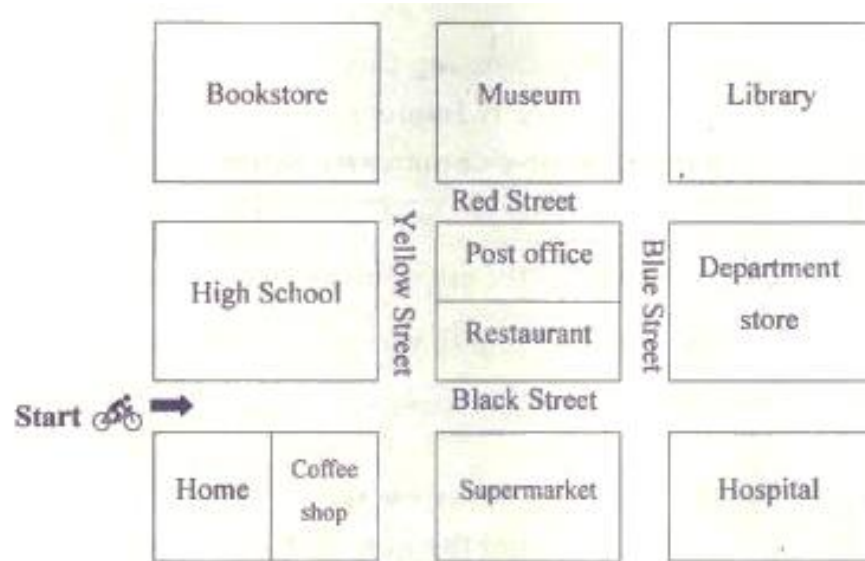 Bookstore
Museum
Library
Red Street
Yellow Street
Blue Street
High School
Post office
Restaurant
Department
store
Start
Black Street
Home
Coffee
shop
Supermarket
Hospital